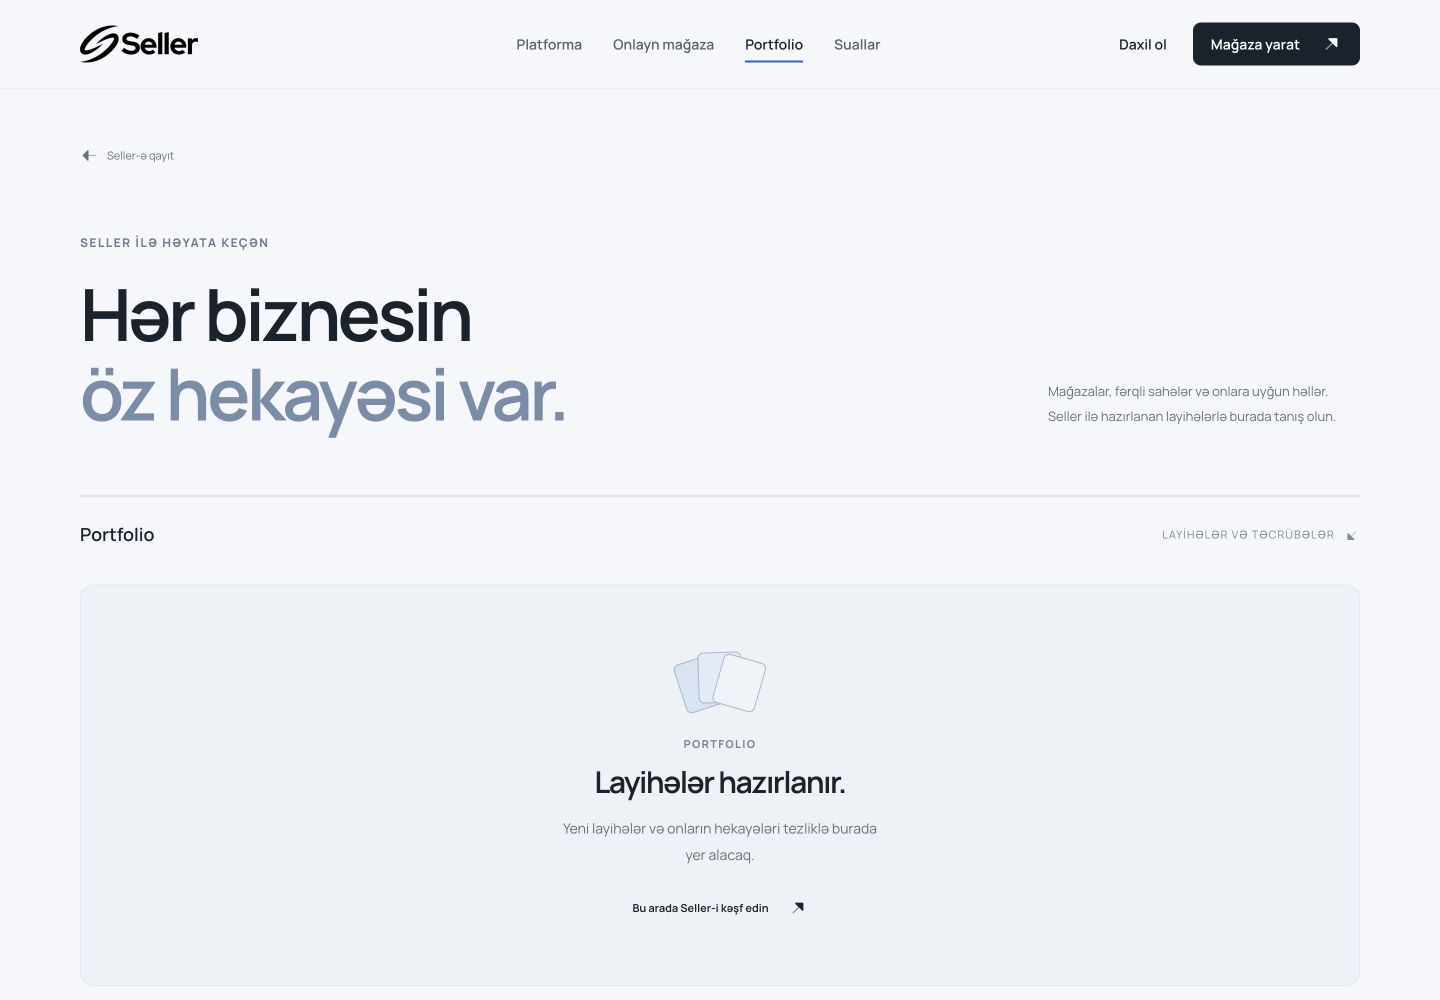 Seller
Platforma
Onlayn mağaza
Portfolio
Suallar
Daxil ol
Mağaza yarat
Seller-ə qayıt
SELLER İLƏ HƏYATA KEÇƏN
Hər biznesin
öz hekayəsi var.
Mağazalar, fərqli sahələr və onlara uyğun həllər.
Seller ilə hazırlanan layihələrlə burada tanış olun.
Portfolio
LAYİHƏLƏR VƏ TƏCRÜBƏLƏR
PORTFOLIO
Layihələr hazırlanır.
Yeni layihələr və onların hekayələri tezliklə burada
yer alacaq.
Bu arada Seller-i kəşf edin